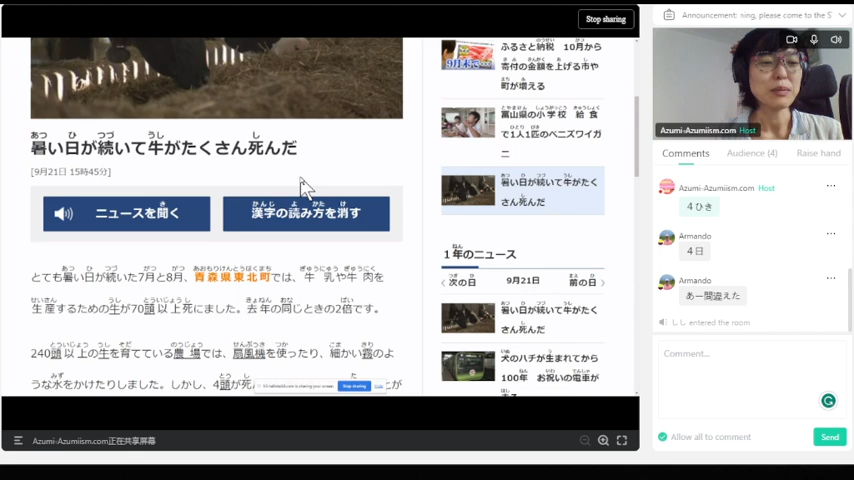 Stop sharing
Announcement: ning, please come to the S
ふるさと納税 10月から
寄付の金額を上げる市や
町が増える
富山県の小学校 給食
で1人1匹のベニズワイガ
ニ
暑い日が続いて牛がたく
さん死んだ
1年のニュース
次の日
9月21日
前の日
暑い日が続いて牛がたく
さん死んだ
犬のハチが生まれてから
100年 お祝いの電車が
9月末で
あつ ひ つづ うし し
暑い日が続いて牛がたくさん死んだ
[9月21日 15時45分]
ニュースを聞く
漢字の読み方を消す
とても暑い日が続いた7月と8月、青森県東北町では、牛乳や牛肉を
生産するための牛が70頭以上死にました。去年の同じときの2倍です。
240頭以上の牛を育てている農場では、扇風機を使ったり、細かい霧のよ
うな水をかけたりしました。しかし、4頭が死
とが
Stop sharing
Hide
Azumi-Azumiism.com正在共享屏幕
Azumi-Azumiism.com Host
Comments
Audience (4)
Raise hand
Azumi-Azumiism.com Host
4ひき
Armando
4日
Armando
あー間違えた
しし entered the room
Comment...
Allow all to comment
Send